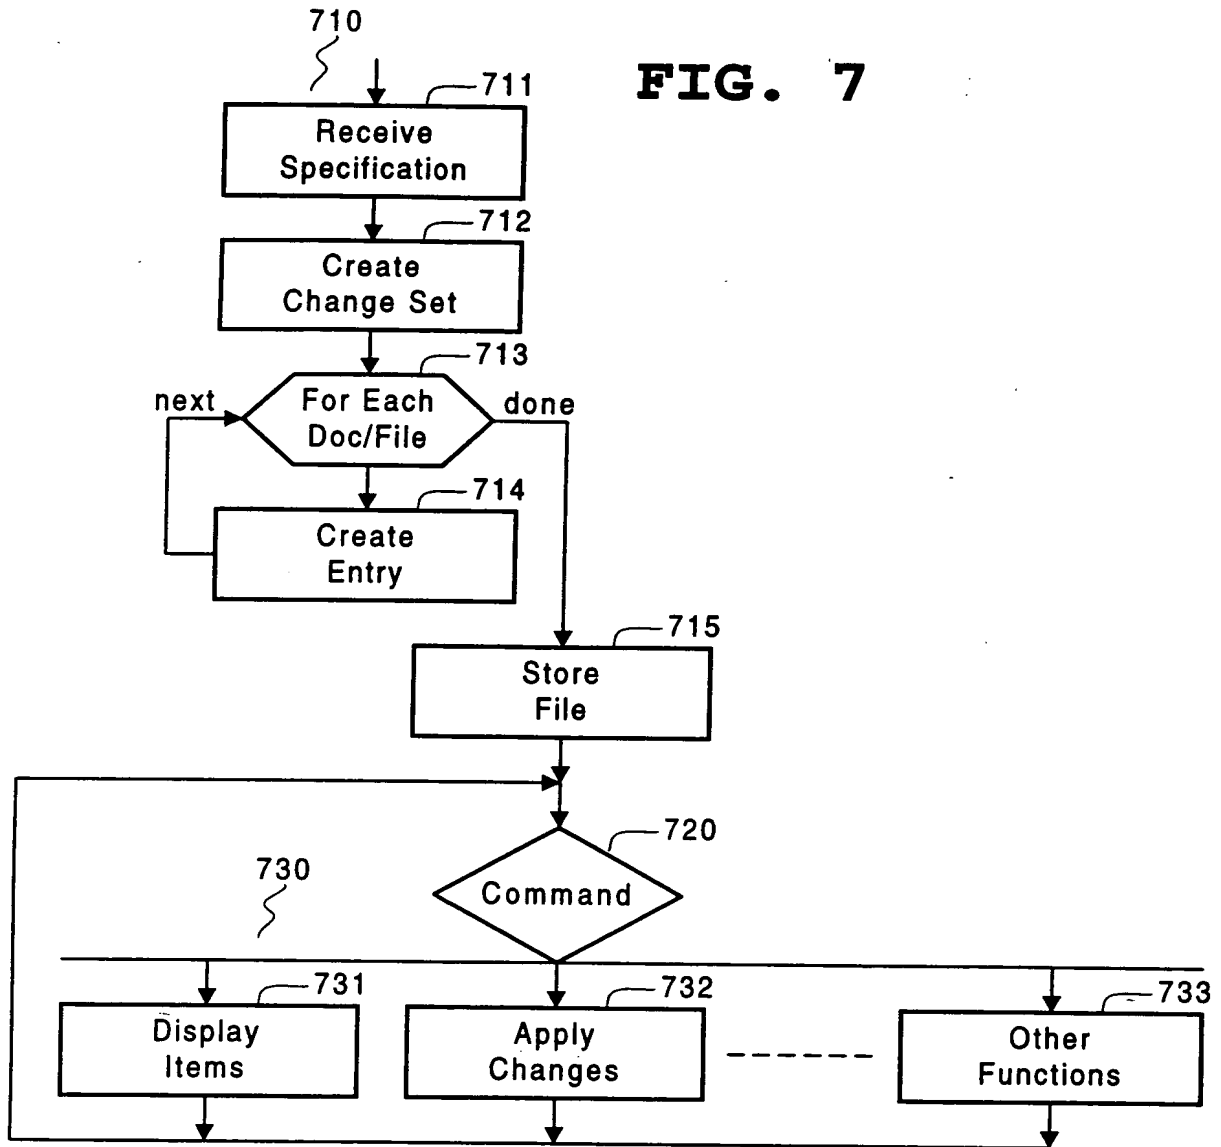 710
FIG. 7
711
Receive
Specification
712
Create
Change Set
713
next
For Each
Doc/File
done
714
Create
Entry
715
Store
File
720
Command
730
731
Display
Items
732
Apply
Changes
733
Other
Functions